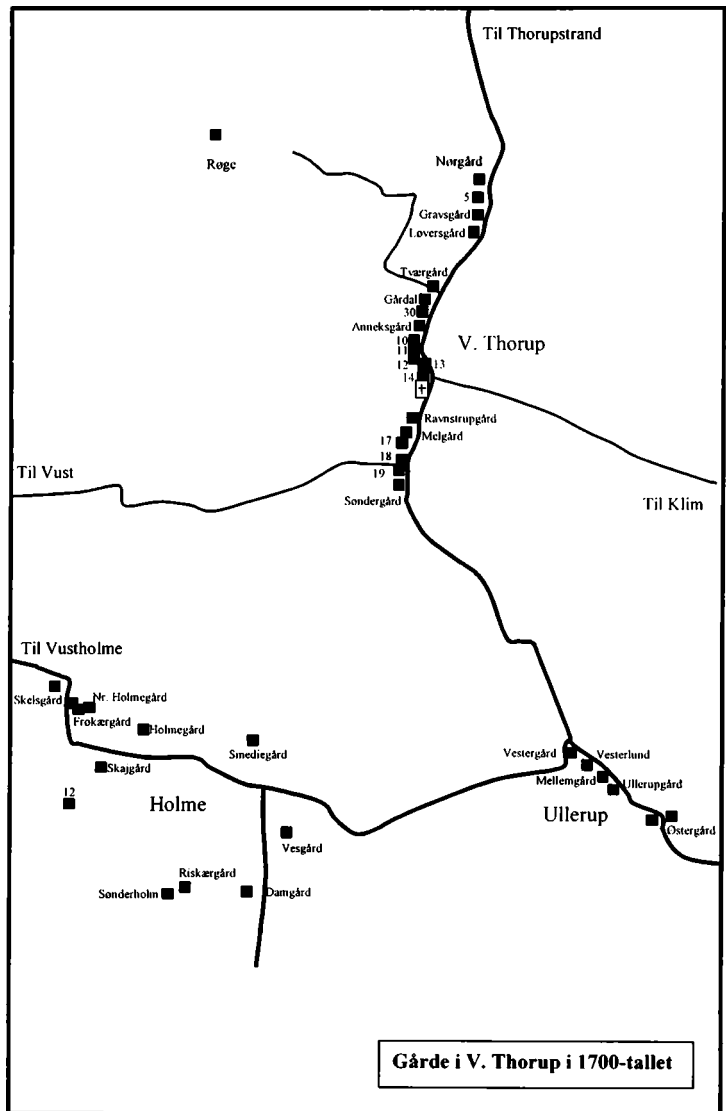 Til Thorupstrand
Røge
Nørgård
5
Gravsgård
Løversgård
Tværgård
Gårdal
30
Anneksgård
10
11
V. Thorup
12
13
14
Ravnstrupgård
Melgård
17
18
Til Vust
19
Søndergård
Til Klim
Til Vustholme
Skelsgård
Nr. Holmegård
Frøkærgård
Holmegård
Smediegård
Vestergård
Vesterlund
Skajgård
Mellemgård
Ullerupgård
12
Holme
Ullerup
Østergård
Vesgård
Riskærgård
Sønderholm
Damgård
Gårde i V. Thorup i 1700-tallet